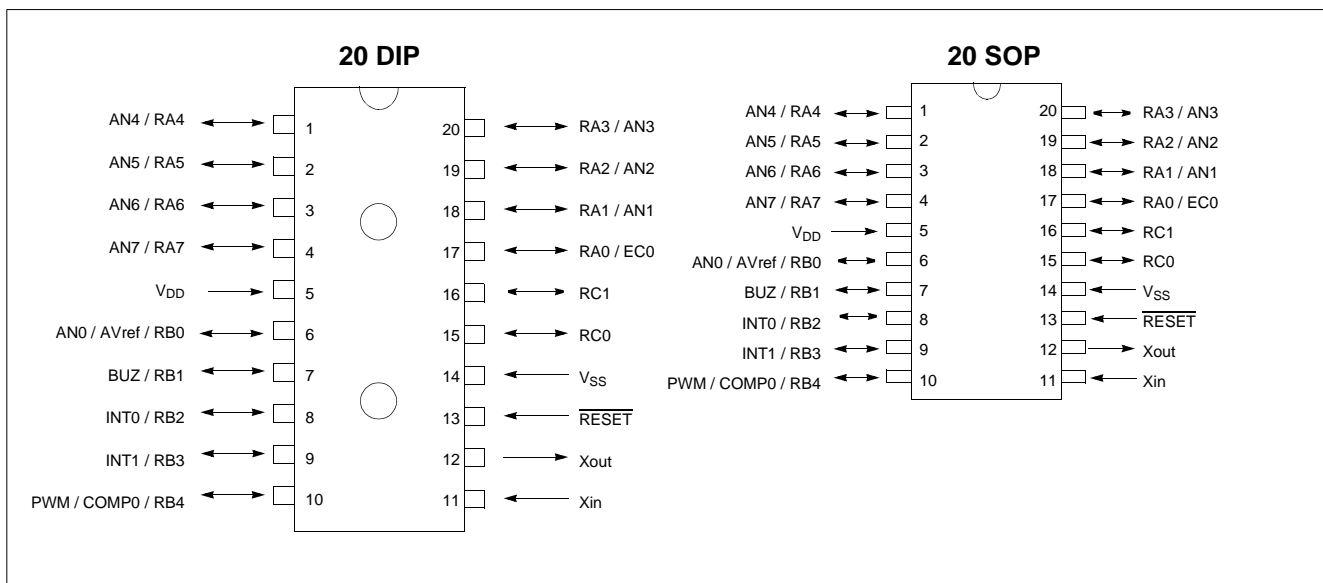 20 DIP
AN4 / RA4
AN5 / RA5
AN6 / RA6
AN7 / RA7
VDD
AN0 / AVref / RB0
BUZ / RB1
INT0 / RB2
INT1 / RB3
PWM / COMP0 / RB4
1
2
3
4
5
6
7
8
9
10
20
19
18
17
16
15
14
13
12
11
RA3 / AN3
RA2 / AN2
RA1 / AN1
RA0 / EC0
RC1
RC0
VSS
RESET
Xout
Xin
20 SOP
AN4 / RA4
AN5 / RA5
AN6 / RA6
AN7 / RA7
VDD
AN0 / AVref / RB0
BUZ / RB1
INT0 / RB2
INT1 / RB3
PWM / COMP0 / RB4
1
2
3
4
5
6
7
8
9
10
20
19
18
17
16
15
14
13
12
11
RA3 / AN3
RA2 / AN2
RA1 / AN1
RA0 / EC0
RC1
RC0
VSS
RESET
Xout
Xin